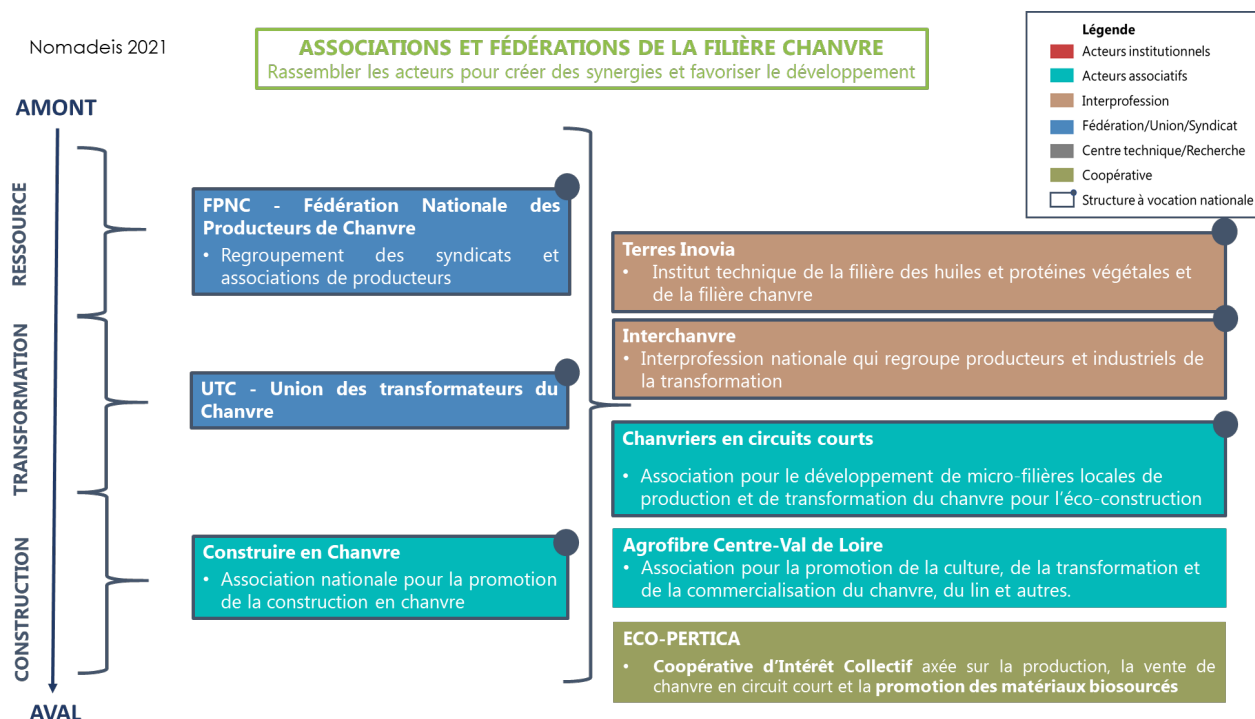 Nomadeis 2021
ASSOCIATIONS ET FÉDÉRATIONS DE LA FILIÈRE CHANVRE
Rassembler les acteurs pour créer des synergies et favoriser le développement
Légende
Acteurs institutionnels
Acteurs associatifs
Interprofession
Fédération/Union/Syndicat
Centre technique/Recherche
Coopérative
Structure à vocation nationale
AMONT
RESSOURCE
TRANSFORMATION
CONSTRUCTION
AVAL
FPNC - Fédération Nationale des
Producteurs de Chanvre
• Regroupement des syndicats et
associations de producteurs
UTC - Union des transformateurs du
Chanvre
Construire en Chanvre
• Association nationale pour la promotion
de la construction en chanvre
Terres Inovia
• Institut technique de la filière des huiles et protéines végétales et
de la filière chanvre
Interchanvre
• Interprofession nationale qui regroupe producteurs et industriels de
la transformation
Chanvriers en circuits courts
• Association pour le développement de micro-filières locales de
production et de transformation du chanvre pour l'éco-construction
Agrofibre Centre-Val de Loire
• Association pour la promotion de la culture, de la transformation et
de la commercialisation du chanvre, du lin et autres.
ECO-PERTICA
• Coopérative d'Intérêt Collectif axée sur la production, la vente de
chanvre en circuit court et la promotion des matériaux biosourcés